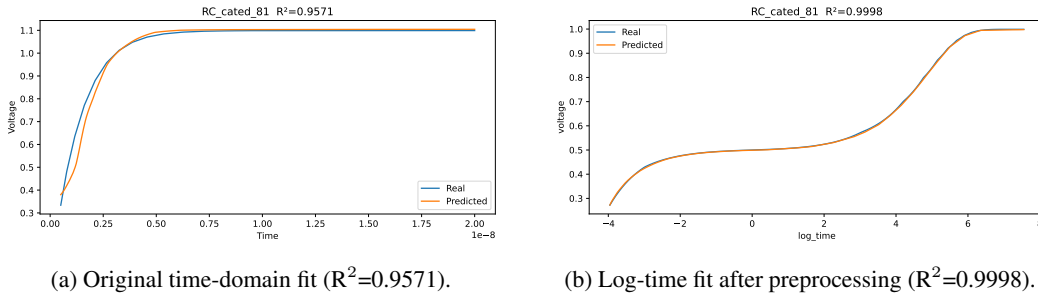 RC_cated_81 R²=0.9571
1.1
1.0
0.9
0.8
0.7
0.6
0.5
0.4
0.3
Voltage
Real
Predicted
0.00
0.25
0.50
0.75
1.00
1.25
1.50
1.75
2.00
Time
1e−8
(a) Original time-domain fit (R²=0.9571).
RC_cated_81 R²=0.9998
Real
Predicted
1.0
0.9
0.8
0.7
0.6
0.5
0.4
0.3
voltage
−4
−2
0
2
4
6
8
log_time
(b) Log-time fit after preprocessing (R²=0.9998).